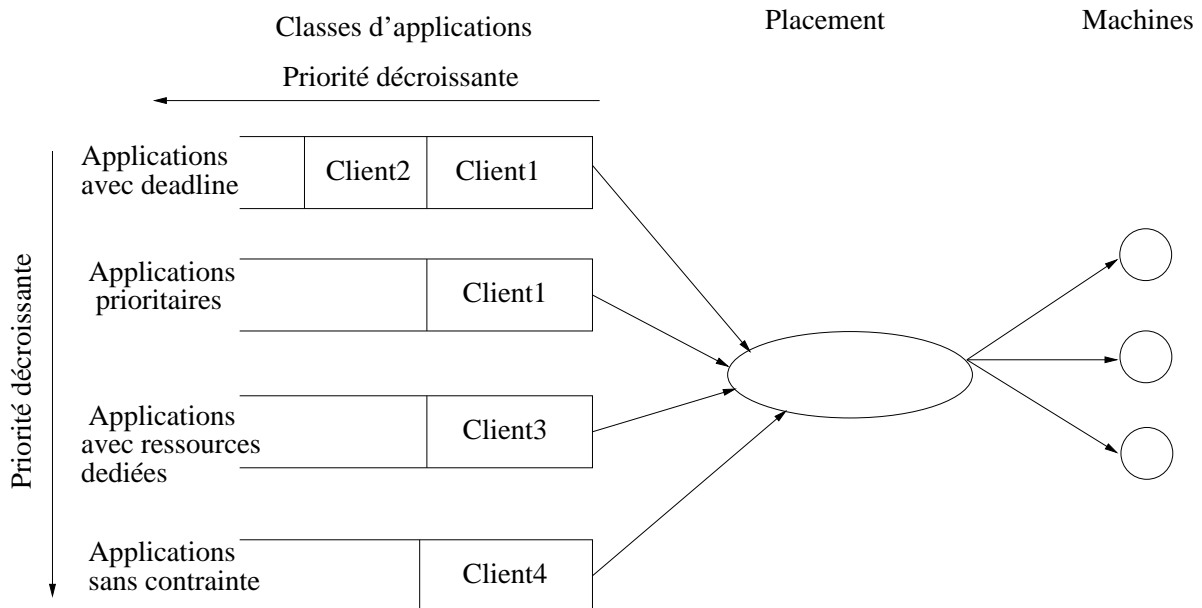 Classes d'applications
Placement
Machines
Priorité décroissante
Applications
avec deadline
Client2
Client1
Applications
prioritaires
Client1
Priorité décroissante
Applications
avec ressources
dediées
Client3
Applications
sans contrainte
Client4